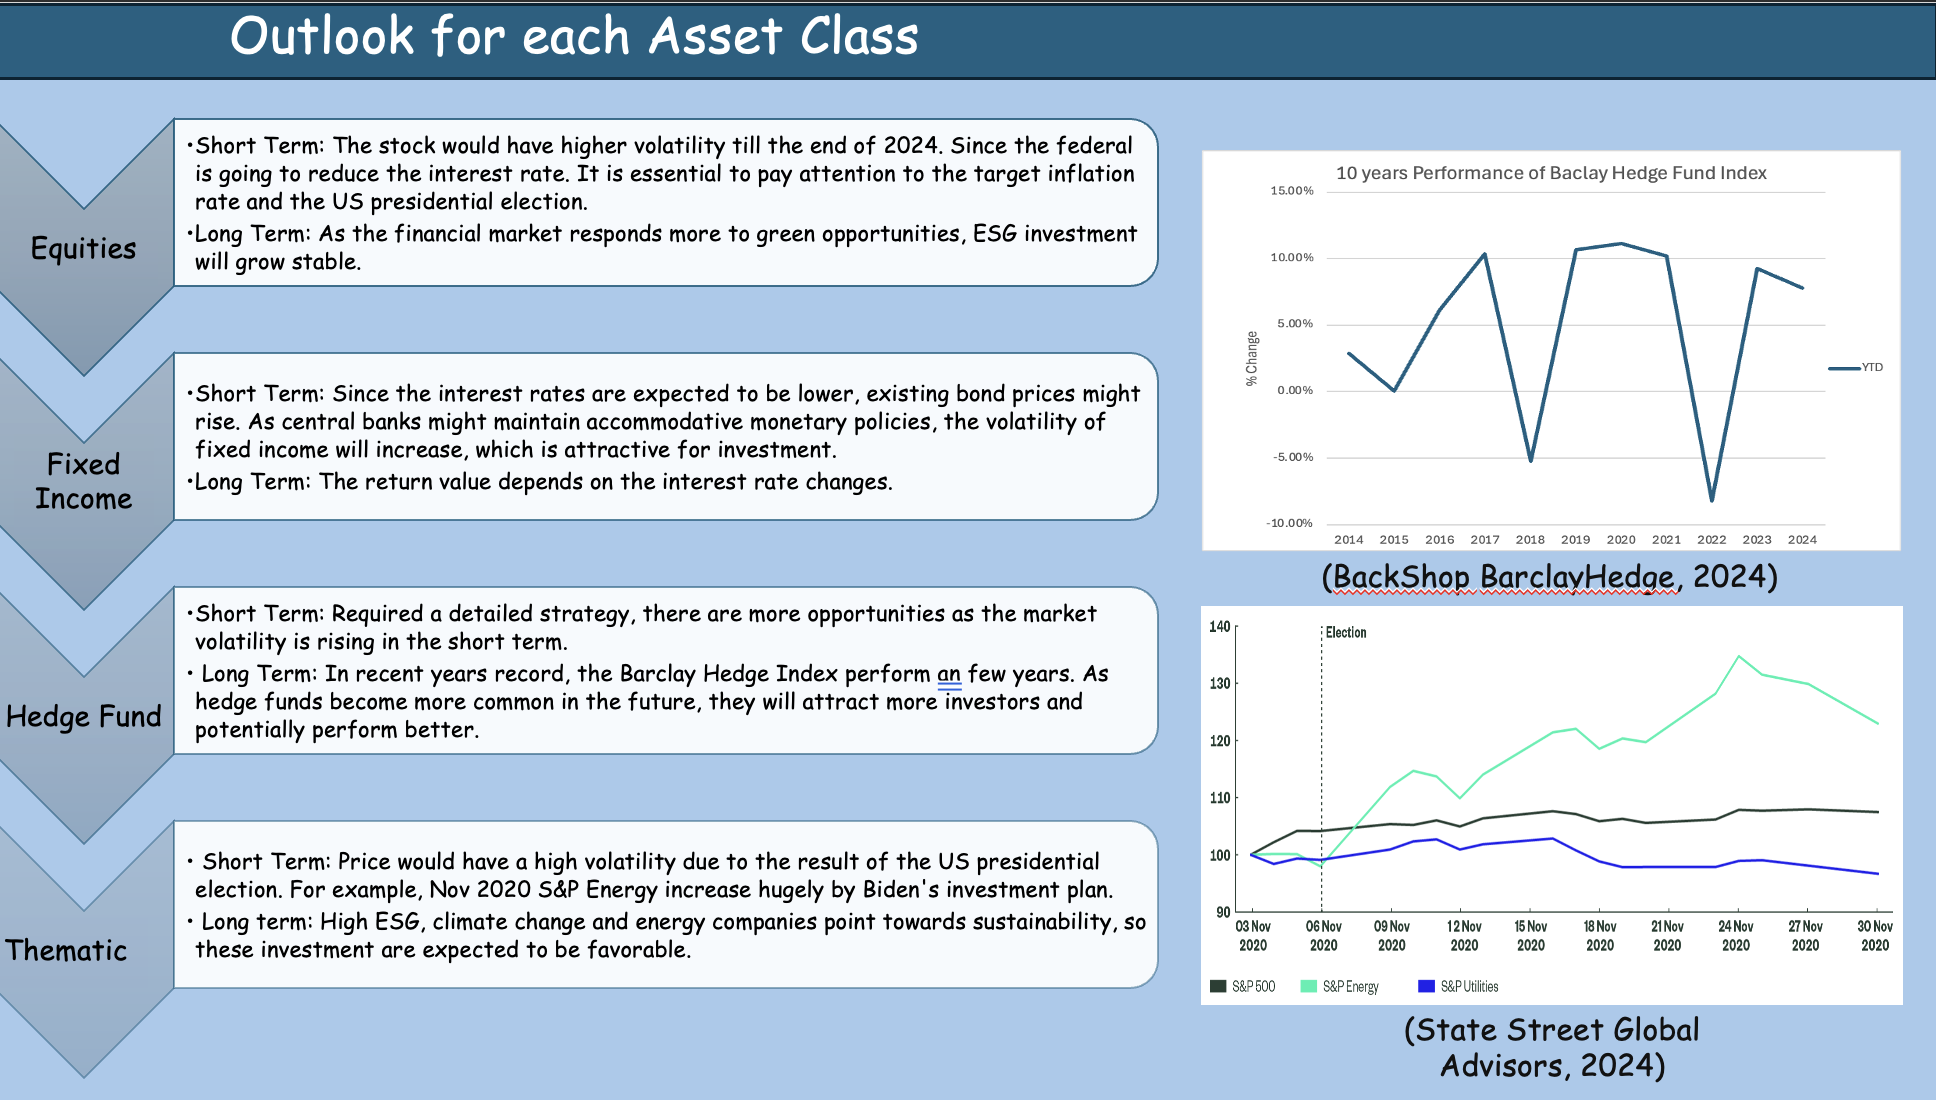 Outlook for each Asset Class
Equities
•Short Term: The stock would have higher volatility till the end of 2024. Since the federal
is going to reduce the interest rate. It is essential to pay attention to the target inflation
rate and the US presidential election.
•Long Term: As the financial market responds more to green opportunities, ESG investment
will grow stable.
Fixed
Income
•Short Term: Since the interest rates are expected to be lower, existing bond prices might
rise. As central banks might maintain accommodative monetary policies, the volatility of
fixed income will increase, which is attractive for investment.
•Long Term: The return value depends on the interest rate changes.
Hedge Fund
•Short Term: Required a detailed strategy, there are more opportunities as the market
volatility is rising in the short term.
• Long Term: In recent years record, the Barclay Hedge Index perform an few years. As
hedge funds become more common in the future, they will attract more investors and
potentially perform better.
Thematic
• Short Term: Price would have a high volatility due to the result of the US presidential
election. For example, Nov 2020 S&P Energy increase hugely by Biden's investment plan.
• Long term: High ESG, climate change and energy companies point towards sustainability, so
these investment are expected to be favorable.
10 years Performance of Baclay Hedge Fund Index
15.00%
10.00%
5.00%
0.00%
-5.00%
-10.00%
% Change
YTD
2014 2015 2016 2017 2018 2019 2020 2021 2022 2023 2024
(BackShop BarclayHedge, 2024)
140
130
120
110
100
90
Election
03 Nov 06 Nov 09 Nov 12 Nov 15 Nov 18 Nov 21 Nov 24 Nov 27 Nov 30 Nov
2020 2020 2020 2020 2020 2020 2020 2020 2020 2020
S&P 500 S&P Energy S&P Utilities
(State Street Global
Advisors, 2024)